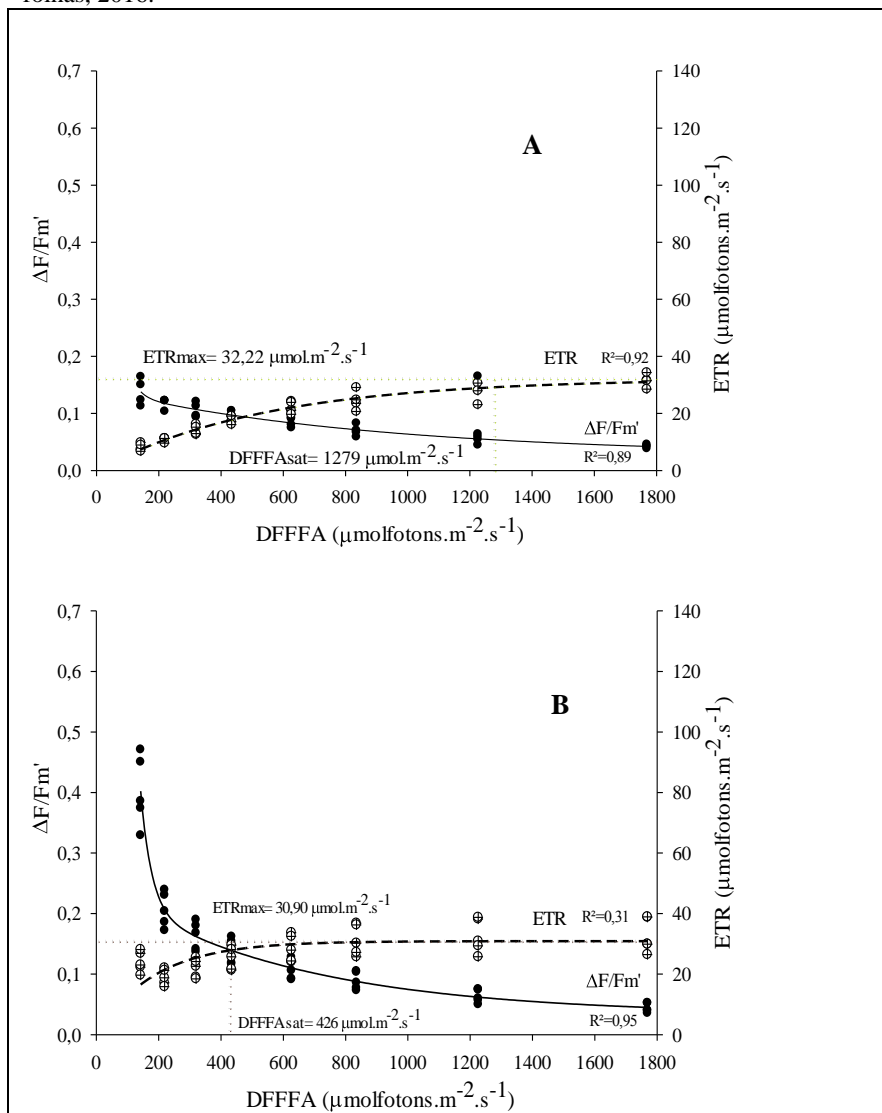 A
0,7
0,6
0,5
0,4
0,3
0,2
0,1
0,0
ΔF/Fm'
140
120
100
80
60
40
20
0
ETR (μmolfotons.m-2.s-1)
ETRmax= 32,22 μmol.m-2.s-1
ETR R²=0,92
ΔF/Fm'
R²=0,89
DFFFAsat= 1279 μmol.m-2.s-1
0 200 400 600 800 1000 1200 1400 1600 1800
DFFFA (μmolfotons.m-2.s-1)
B
0,7
0,6
0,5
0,4
0,3
0,2
0,1
0,0
ΔF/Fm'
140
120
100
80
60
40
20
0
ETR (μmolfotons.m-2.s-1)
ETRmax= 30,90 μmol.m-2.s-1
ETR R²=0,31
ΔF/Fm'
R²=0,95
DFFFAsat= 426 μmol.m-2.s-1
0 200 400 600 800 1000 1200 1400 1600 1800
DFFFA (μmolfotons.m-2.s-1)